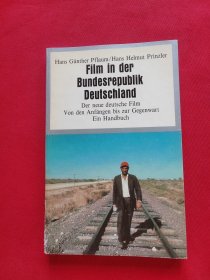 Hans Günther Pflaum/Hans Helmut Prinzler
Film in der
Bundesrepublik
Deutschland
Der neue deutsche Film
Von den Anfängen bis zur Gegenwart
Ein Handbuch